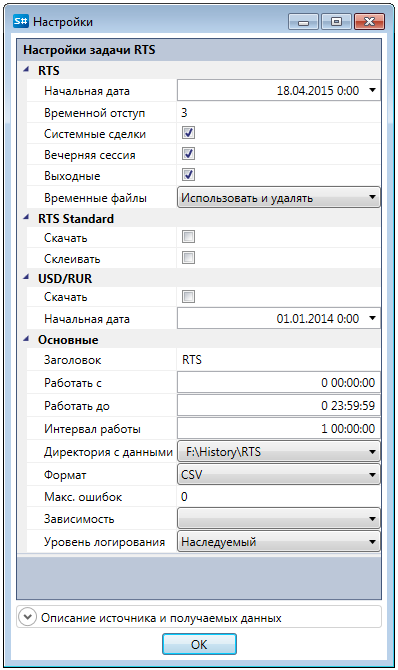 S# Настройки
Настройки задачи RTS
RTS
Начальная дата 18.04.2015 0:00
Временной отступ 3
Системные сделки
Вечерняя сессия
Выходные
Временные файлы Использовать и удалять
RTS Standard
Скачать
Склеивать
USD/RUR
Скачать
Начальная дата 01.01.2014 0:00
Основные
Заголовок RTS
Работать с 0 00:00:00
Работать до 0 23:59:59
Интервал работы 1 00:00:00
Директория с данными F:\History\RTS
Формат CSV
Макс. ошибок 0
Зависимость
Уровень логирования Наследуемый
Описание источника и получаемых данных
OK